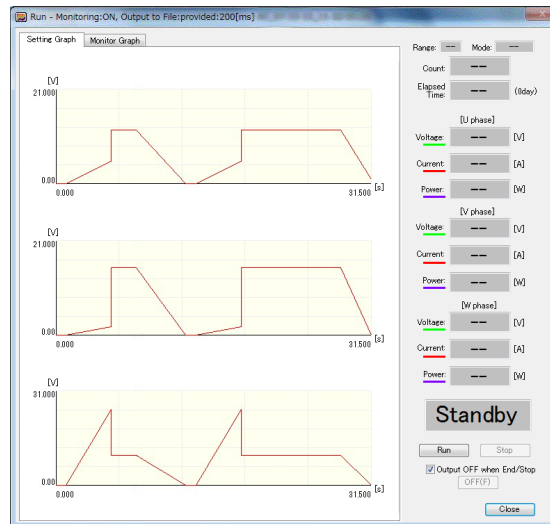 Run - Monitoring:ON, Output to File:provided:200[ms]
Setting Graph
Monitor Graph
[V]
21.000
0.00
0.000
31.500
[s]
[V]
21.000
0.00
0.000
31.500
[s]
[V]
31.000
0.00
0.000
31.500
[s]
Range: -- Mode: --
Count: --
Elapsed
Time: -- (0day)
[U phase]
Voltage: -- [V]
Current: -- [A]
Power: -- [W]
[V phase]
Voltage: -- [V]
Current: -- [A]
Power: -- [W]
[W phase]
Voltage: -- [V]
Current: -- [A]
Power: -- [W]
Standby
Run
Stop
Output OFF when End/Stop
OFF(F)
Close